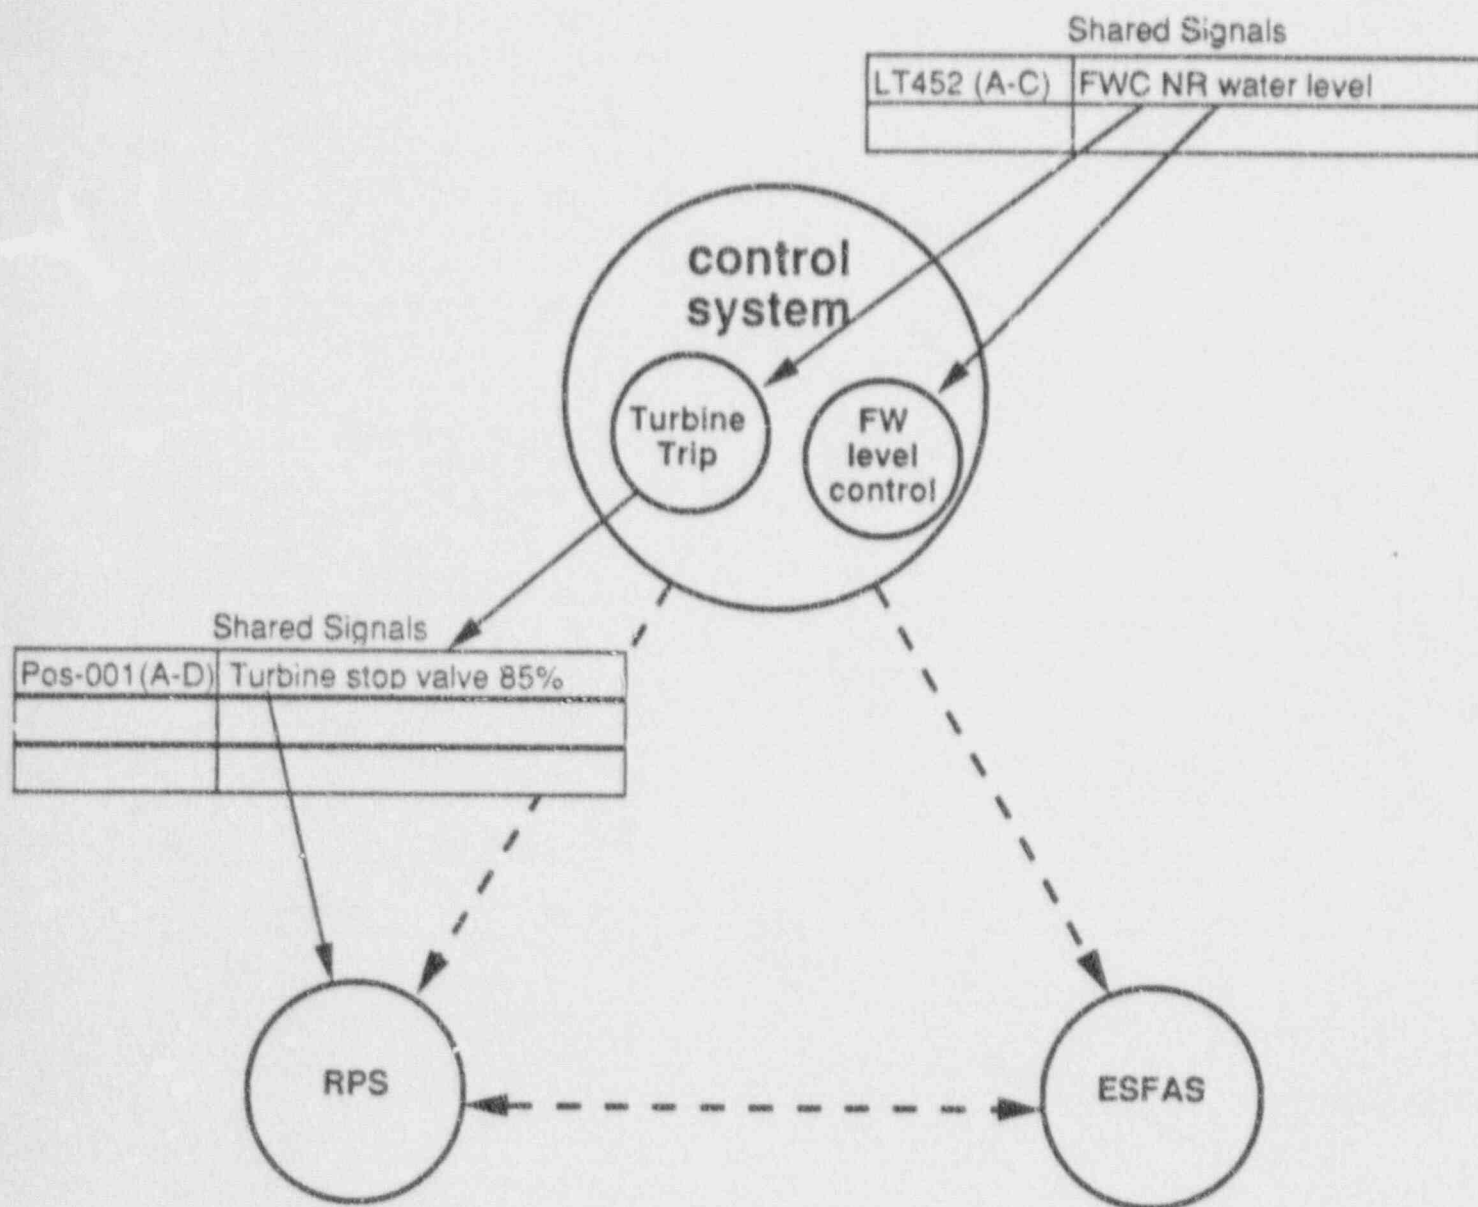 Shared Signals
LT452 (A-C) FWC NR water level
control
system
Turbine
Trip
FW
level
control
Shared Signals
Pos-001(A-D) Turbine stop valve 85%
RPS
ESFAS